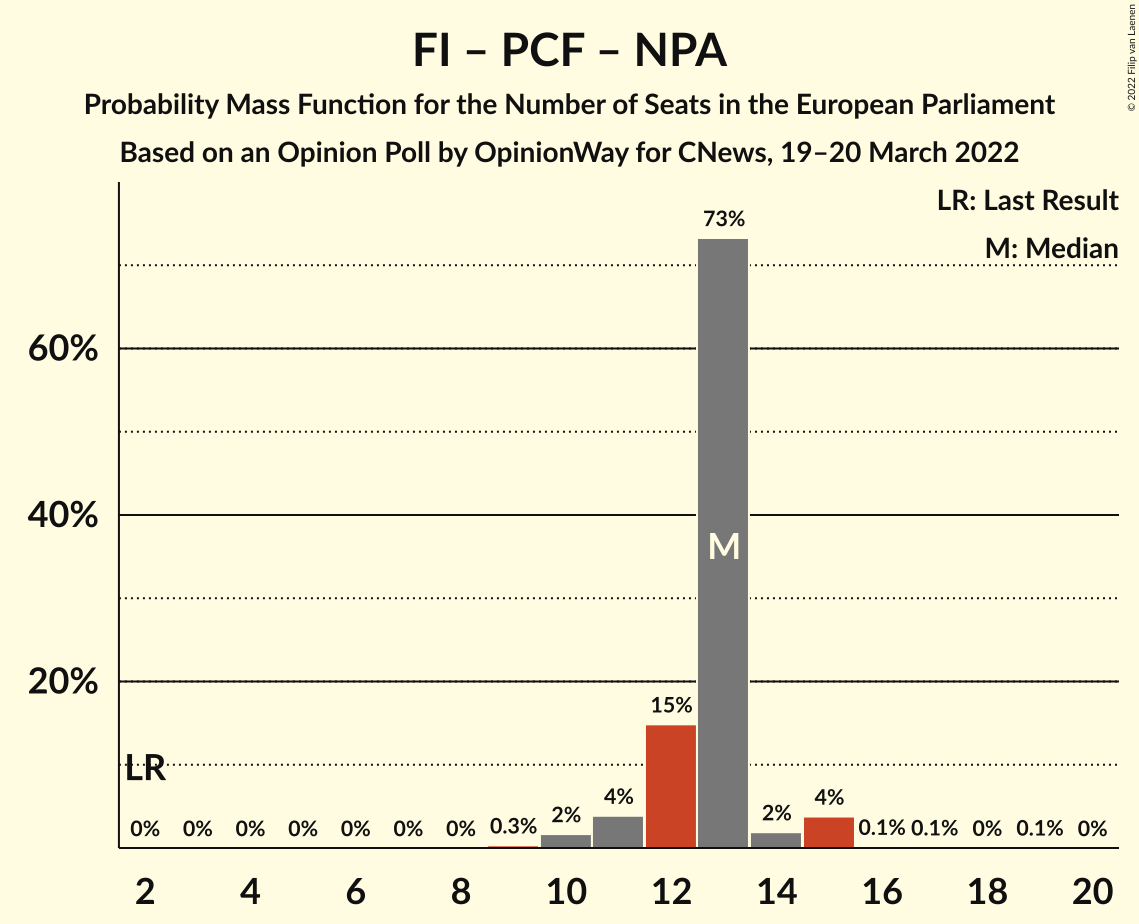 FI – PCF – NPA
Probability Mass Function for the Number of Seats in the European Parliament
Based on an Opinion Poll by OpinionWay for CNews, 19–20 March 2022
© 2022 Filip van Laenen
LR: Last Result
M: Median
60%
40%
20%
73%
M
15%
LR
0% 0% 0% 0% 0% 0% 0% 0.3% 2% 4% 2% 4% 0.1% 0.1% 0% 0.1% 0%
2 4 6 8 10 12 14 16 18 20